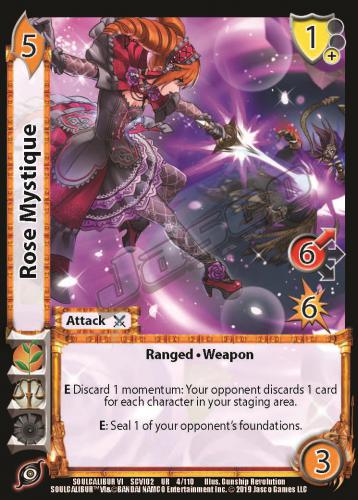 5
1
+
Rose Mystique
Jasco
6
6
Attack
Ranged • Weapon
E Discard 1 momentum: Your opponent discards 1 card
for each character in your staging area.
E: Seal 1 of your opponent's foundations.
3
SOULCALIBUR VI SCVI02 UR 4/110 Illus. Gunship Revolution
SOULCALIBUR™VI&©BANDAI NAMCO Entertainment Inc. © 2019 Jasco Games LLC